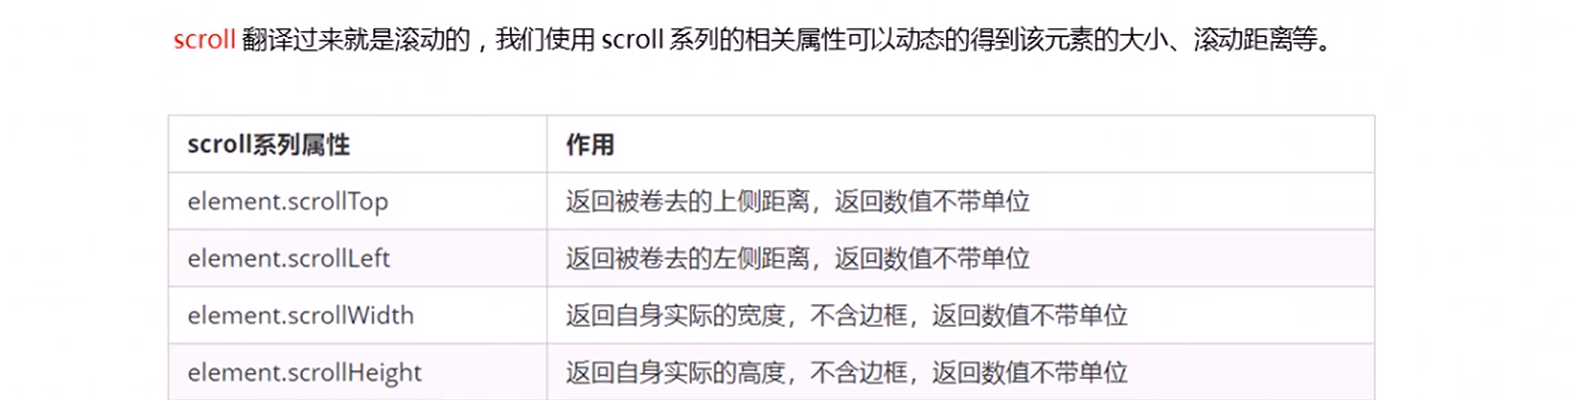 scroll 翻译过来就是滚动的，我们使用 scroll 系列的相关属性可以动态的得到该元素的大小、滚动距离等。
scroll系列属性 作用
element.scrollTop 返回被卷去的上侧距离，返回数值不带单位
element.scrollLeft 返回被卷去的左侧距离，返回数值不带单位
element.scrollWidth 返回自身实际的宽度，不含边框，返回数值不带单位
element.scrollHeight 返回自身实际的高度，不含边框，返回数值不带单位